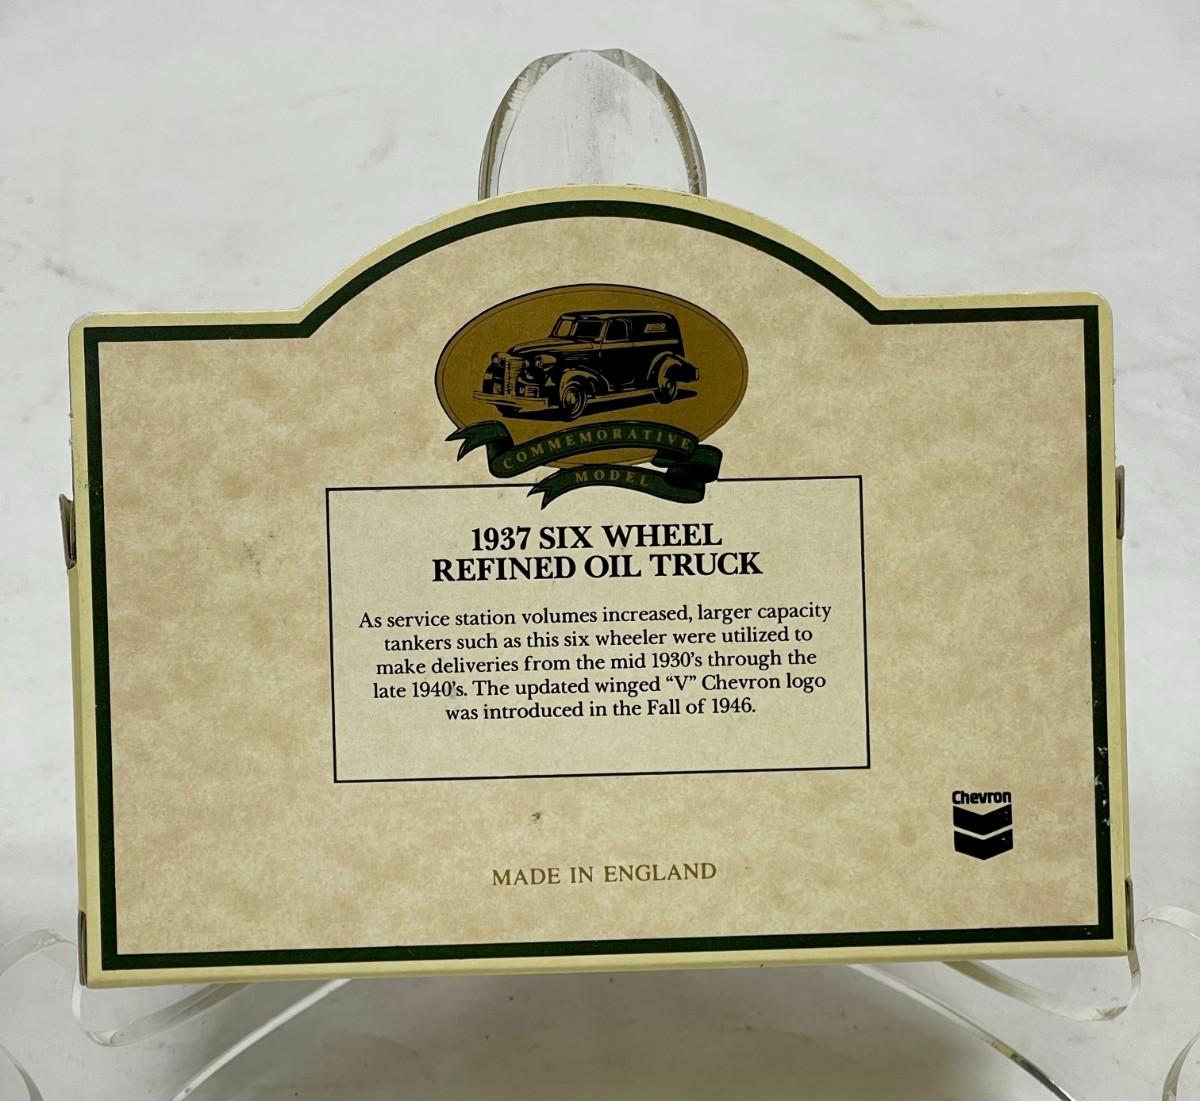 COMMEMORATIVE
MODEL
1937 SIX WHEEL
REFINED OIL TRUCK
As service station volumes increased, larger capacity
tankers such as this six wheeler were utilized to
make deliveries from the mid 1930's through the
late 1940's. The updated winged “V” Chevron logo
was introduced in the Fall of 1946.
Chevron
MADE IN ENGLAND